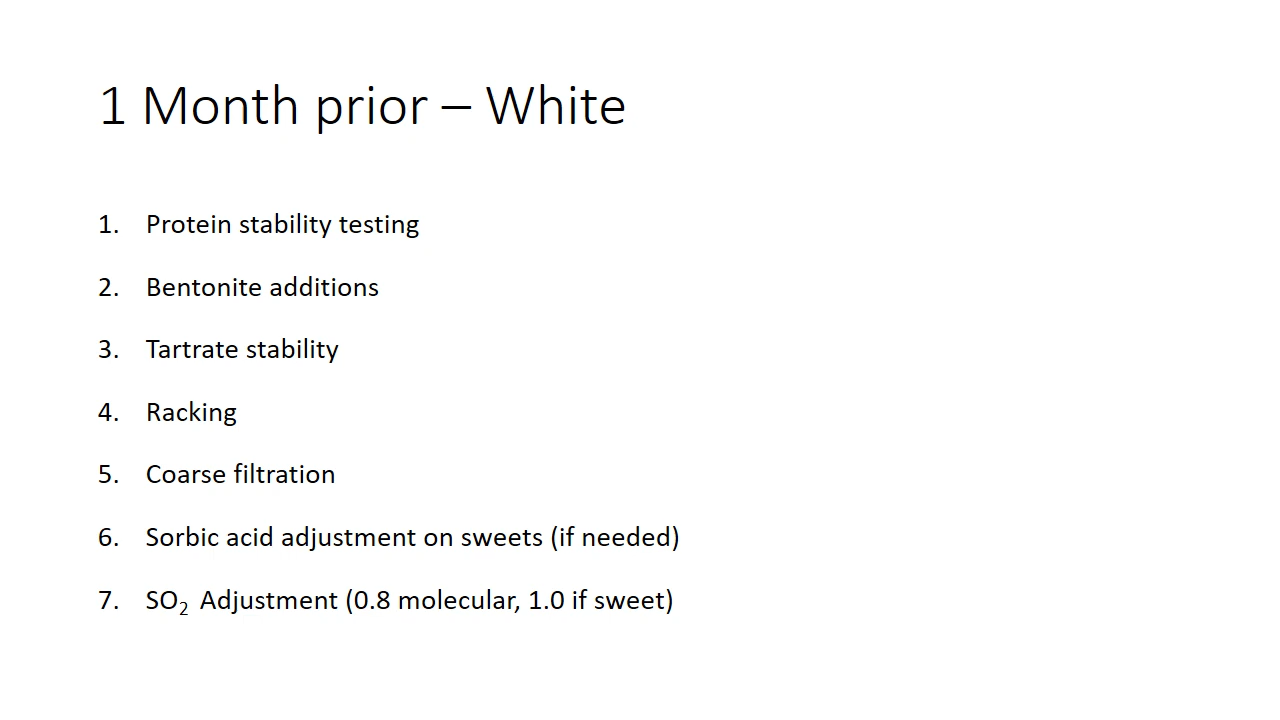 1 Month prior – White
1. Protein stability testing
2. Bentonite additions
3. Tartrate stability
4. Racking
5. Coarse filtration
6. Sorbic acid adjustment on sweets (if needed)
7. SO₂ Adjustment (0.8 molecular, 1.0 if sweet)